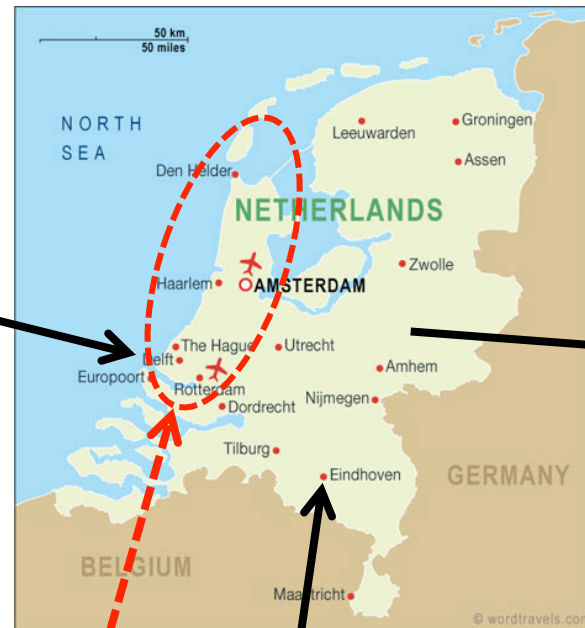 50 km
50 miles
NORTH
SEA
Leeuwarden
Groningen
Assen
Den Helder
NETHERLANDS
Zwolle
Haarlem
AMSTERDAM
The Hague
Utrecht
Delft
Europoort
Rotterdam
Arnhem
Nijmegen
Dordrecht
Tilburg
Eindhoven
GERMANY
BELGIUM
Maastricht
© wordtravels.com